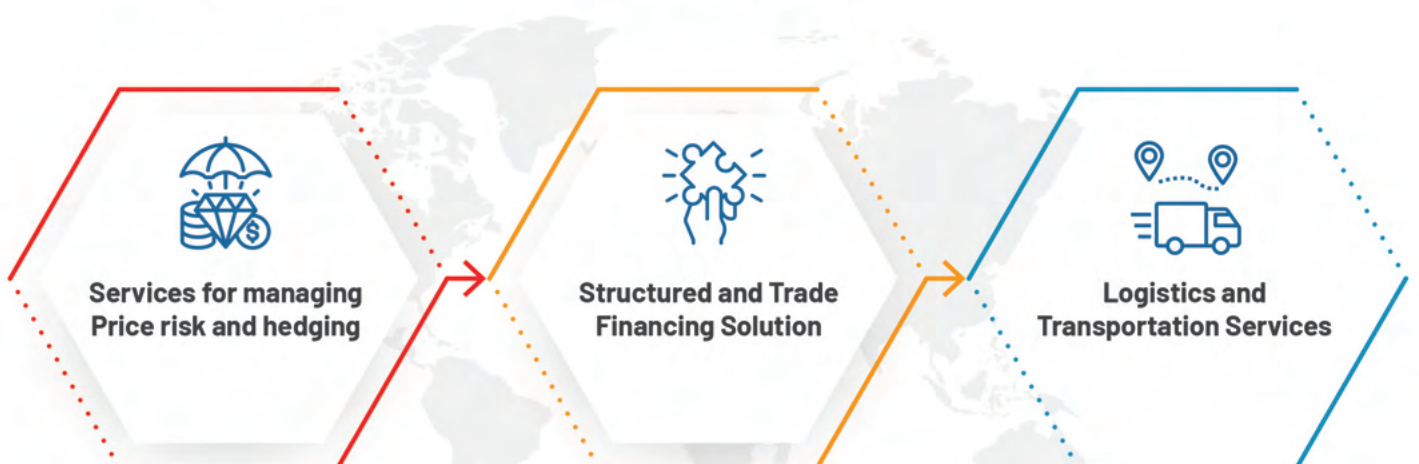 Services for managing
Price risk and hedging
Structured and Trade
Financing Solution
Logistics and
Transportation Services